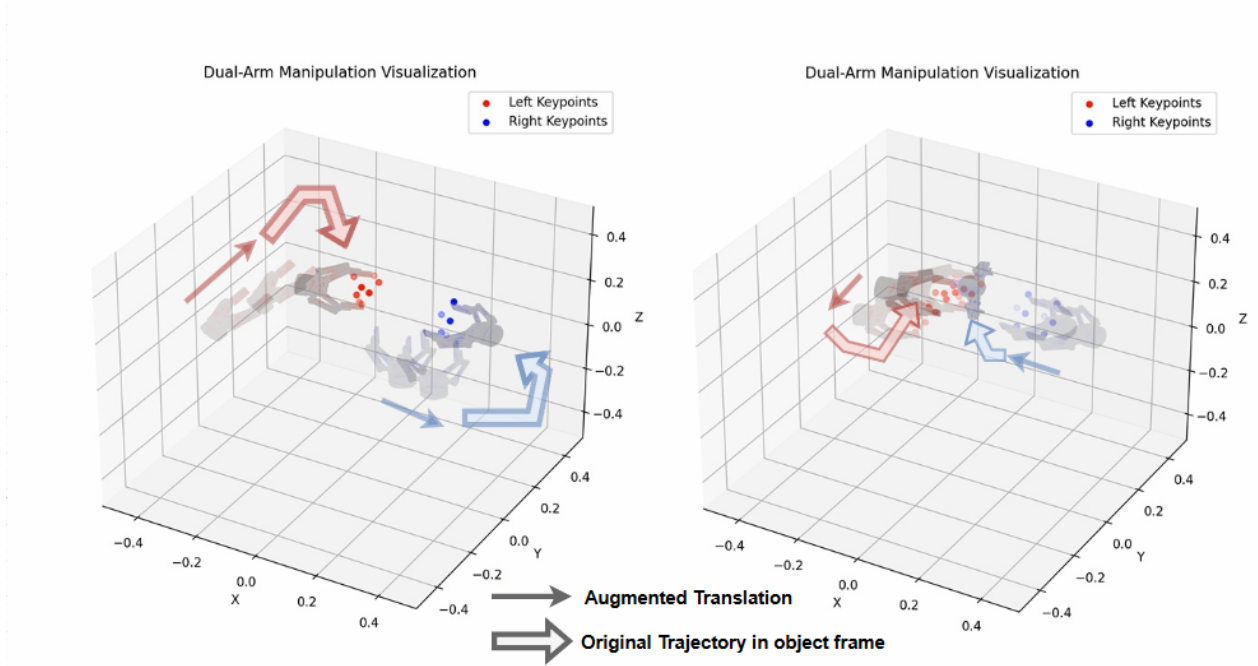 Dual-Arm Manipulation Visualization
Left Keypoints
Right Keypoints
0.4
0.2
0.0
Z
−0.2
−0.4
0.4
0.2
0.0
Y
−0.2
−0.4
−0.4
−0.2
0.0
X
0.2
0.4
Dual-Arm Manipulation Visualization
Left Keypoints
Right Keypoints
0.4
0.2
0.0
Z
−0.2
−0.4
0.4
0.2
0.0
Y
−0.2
−0.4
−0.4
−0.2
0.0
X
0.2
0.4
Augmented Translation
Original Trajectory in object frame